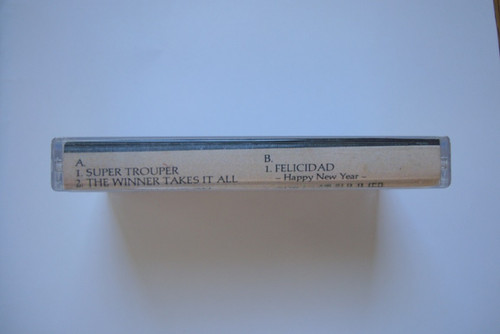 A.
1. SUPER TROUPER
2. THE WINNER TAKES IT ALL
B.
1. FELICIDAD
– Happy New Year –